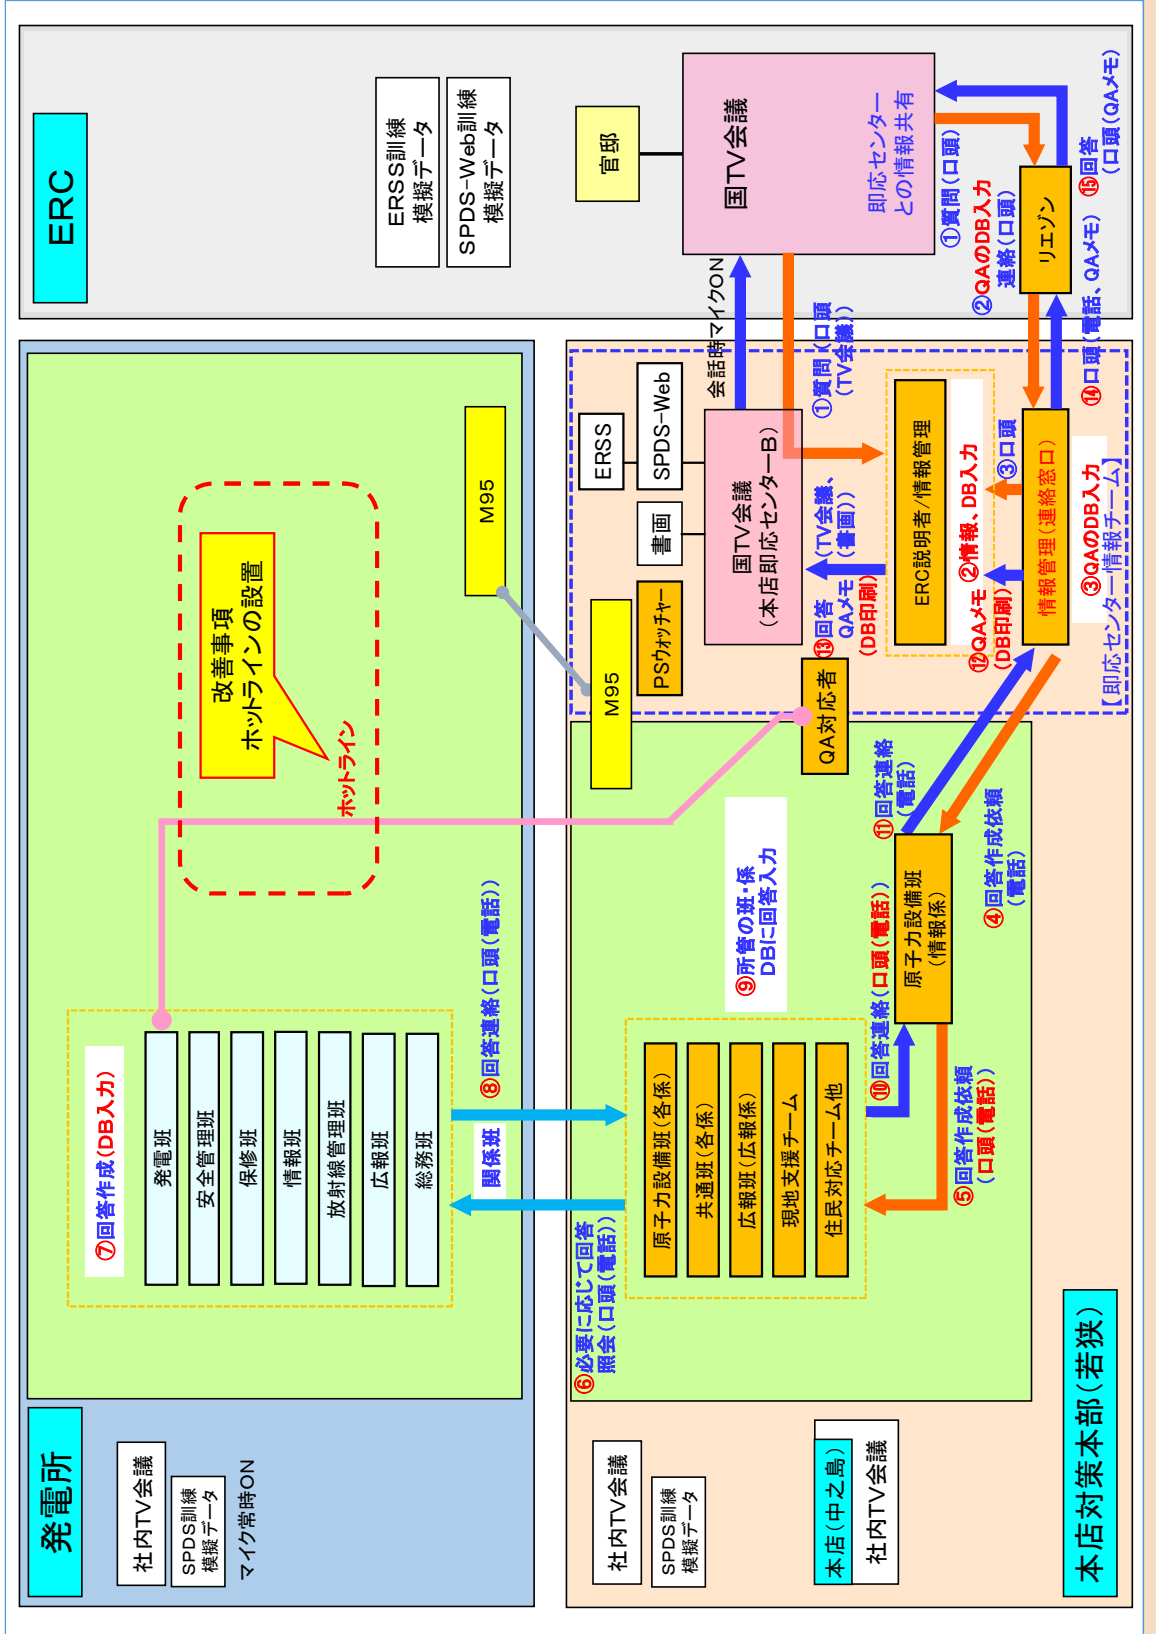 発電所
社内TV会議
SPDS訓練
模擬データ
マイク常時ON
⑦回答作成(DB入力)
発電班
安全管理班
保修班
情報班
放射線管理班
広報班
総務班
関係班
⑧回答連絡(口頭(電話))
改善事項
ホットラインの設置
ホットライン
M95
ERC
ERSS訓練
模擬データ
SPDS-Web訓練
模擬データ
官邸
国TV会議
即応センター
との情報共有
会話時マイクON
①質問(口頭
(TV会議))
①質問(口頭)
②QAのDB入力
連絡(口頭)
リエゾン
⑮回答
(口頭(QAメモ)
⑭口頭(電話、QAメモ)
本店対策本部(若狭)
社内TV会議
SPDS訓練
模擬データ
本店(中之島)
社内TV会議
⑥必要に応じて回答
照会(口頭(電話))
原子力設備班(各係)
共通班(各係)
広報班(広報係)
現地支援チーム
住民対応チーム他
⑨所管の班・係
DBに回答入力
⑩回答連絡(口頭(電話))
⑤回答作成依頼
(口頭(電話))
原子力設備班
(情報係)
⑪回答連絡
(電話)
④回答作成依頼
(電話)
M95
PSウォッチャー
書画
ERSS
SPDS-Web
国TV会議
(本店即応センターB)
QA対応者
⑬回答
QAメモ
(DB印刷)
(TV会議、
(書画))
ERC説明者/情報管理
②情報、DB入力
⑫QAメモ
(DB印刷)
③口頭
情報管理(連絡窓口)
③QAのDB入力
【即応センター情報チーム】